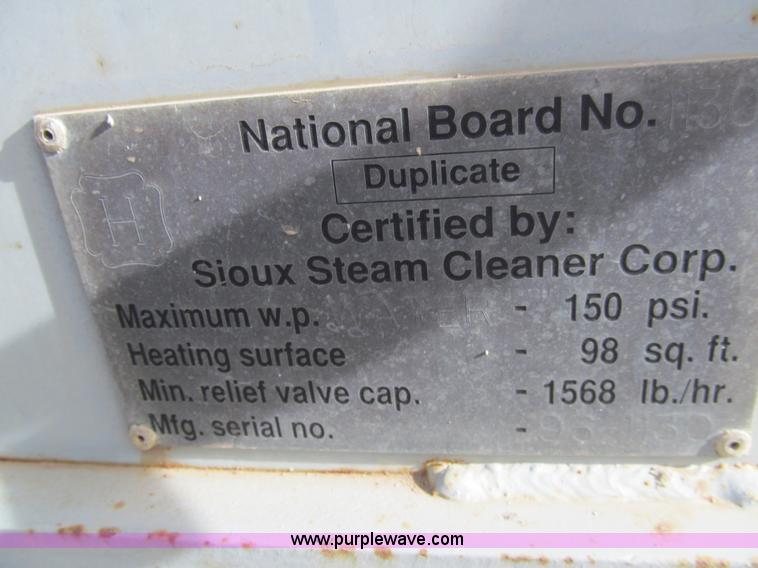 National Board No.
Duplicate
H
Certified by:
Sioux Steam Cleaner Corp.
Maximum w.p. WATER - 150 psi.
Heating surface - 98 sq. ft.
Min. relief valve cap. - 1568 lb./hr.
Mfg. serial no. -
www.purplewave.com